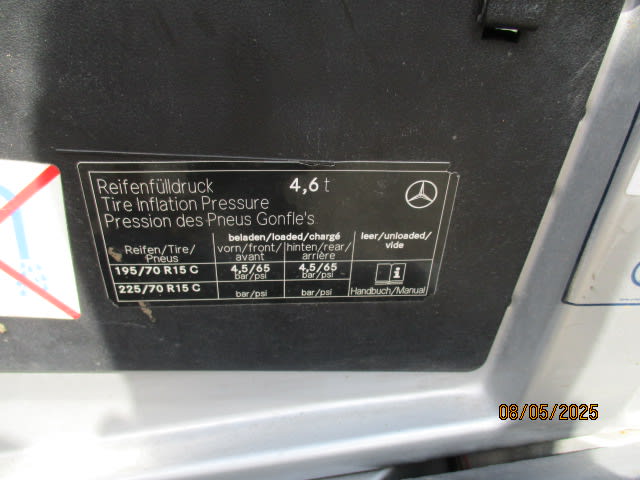 Reifenfülldruck 4,6 t
Tire Inflation Pressure
Pression des Pneus Gonfle's
beladen/loaded/chargé leer/unloaded/
Reifen/Tire/ vorn/front/ hinten/rear/ vide
Pneus avant arrière
195/70 R15 C 4,5/65 4,5/65
bar/psi bar/psi
225/70 R15 C bar/psi bar/psi Handbuch/Manual
08/05/2025